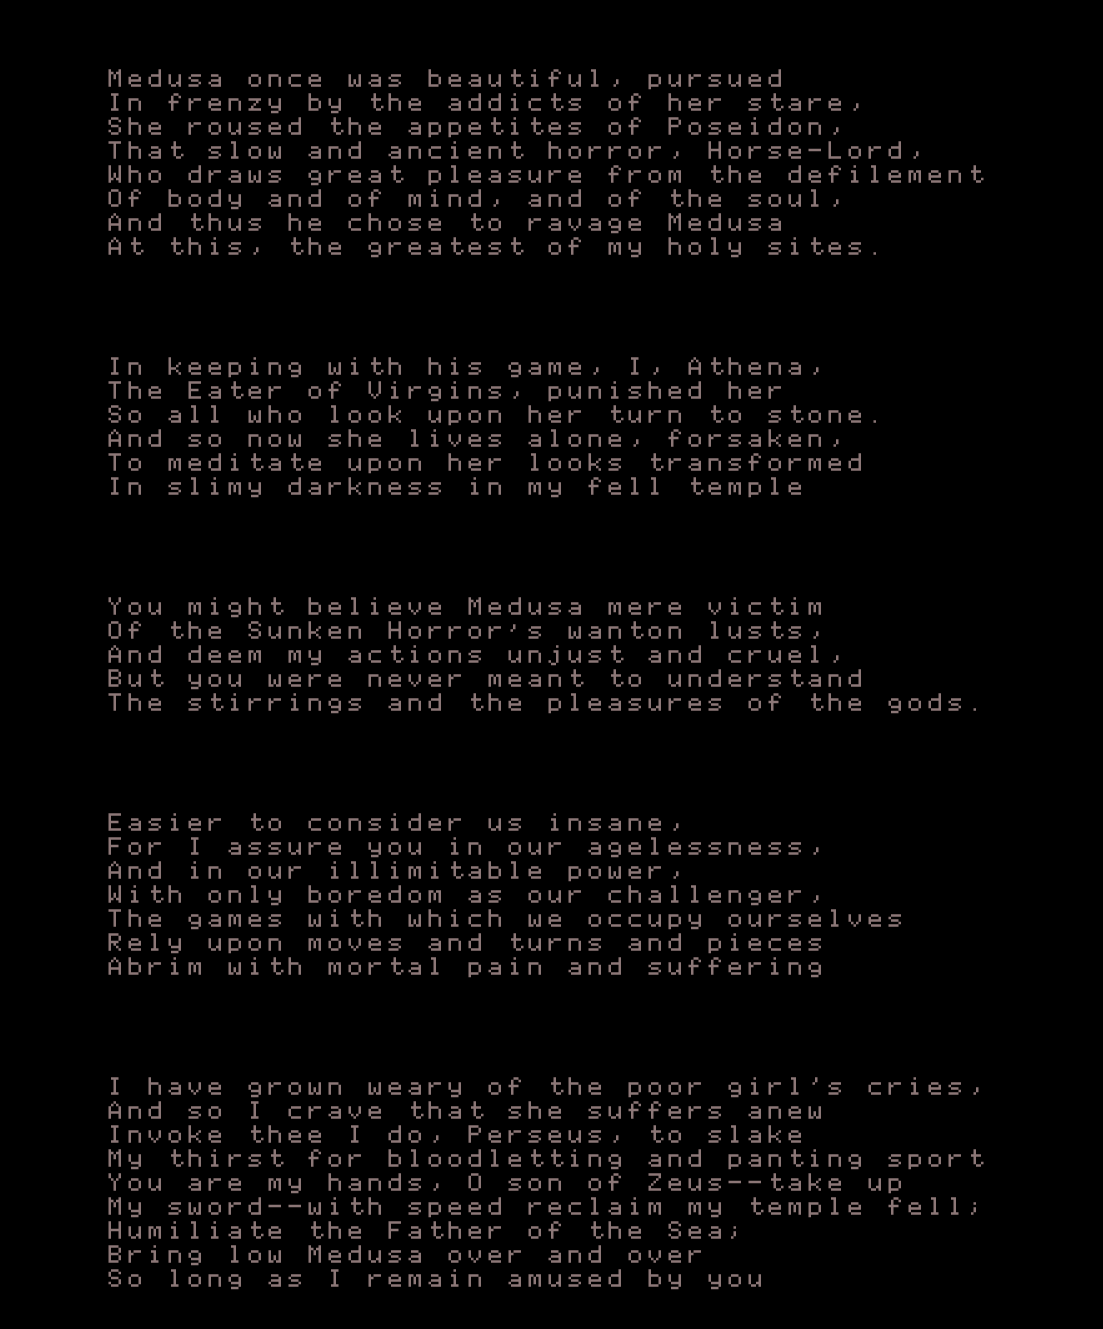 Medusa once was beautiful, pursued
In frenzy by the addicts of her stare,
She roused the appetites of Poseidon,
That slow and ancient horror, Horse-Lord,
Who draws great pleasure from the defilement
Of body and of mind, and of the soul,
And thus he chose to ravage Medusa
At this, the greatest of my holy sites.
In keeping with his game, I, Athena,
The Eater of Virgins, punished her
So all who look upon her turn to stone.
And so now she lives alone, forsaken,
To meditate upon her looks transformed
In slimy darkness in my fell temple
You might believe Medusa mere victim
Of the Sunken Horror's wanton lusts,
And deem my actions unjust and cruel,
But you were never meant to understand
The stirrings and the pleasures of the gods.
Easier to consider us insane,
For I assure you in our agelessness,
And in our illimitable power,
With only boredom as our challenger,
The games with which we occupy ourselves
Rely upon moves and turns and pieces
Abrim with mortal pain and suffering
I have grown weary of the poor girl's cries,
And so I crave that she suffers anew
Invoke thee I do, Perseus, to slake
My thirst for bloodletting and panting sport
You are my hands, O son of Zeus--take up
My sword--with speed reclaim my temple fell;
Humiliate the Father of the Sea;
Bring low Medusa over and over
So long as I remain amused by you